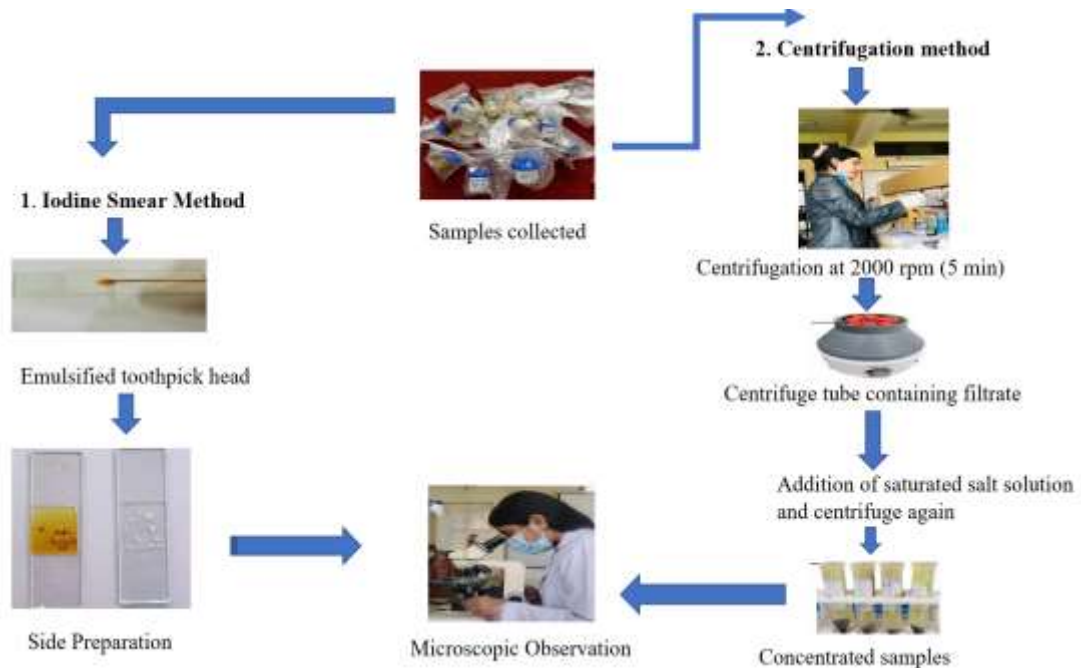 2. Centrifugation method
1. Iodine Smear Method
Samples collected
Centrifugation at 2000 rpm (5 min)
Emulsified toothpick head
Centrifuge tube containing filtrate
Addition of saturated salt solution
and centrifuge again
Side Preparation
Microscopic Observation
Concentrated samples